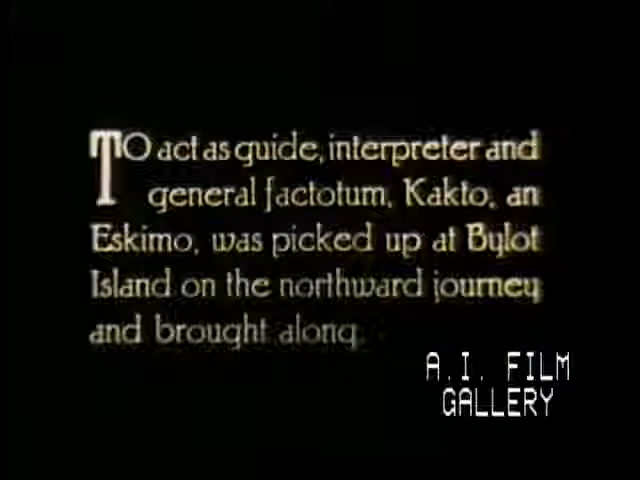 TO act as guide, interpreter and
general factotum, Kakto, an
Eskimo, was picked up at Bylot
Island on the northward journey
and brought along.
A.I. FILM
GALLERY